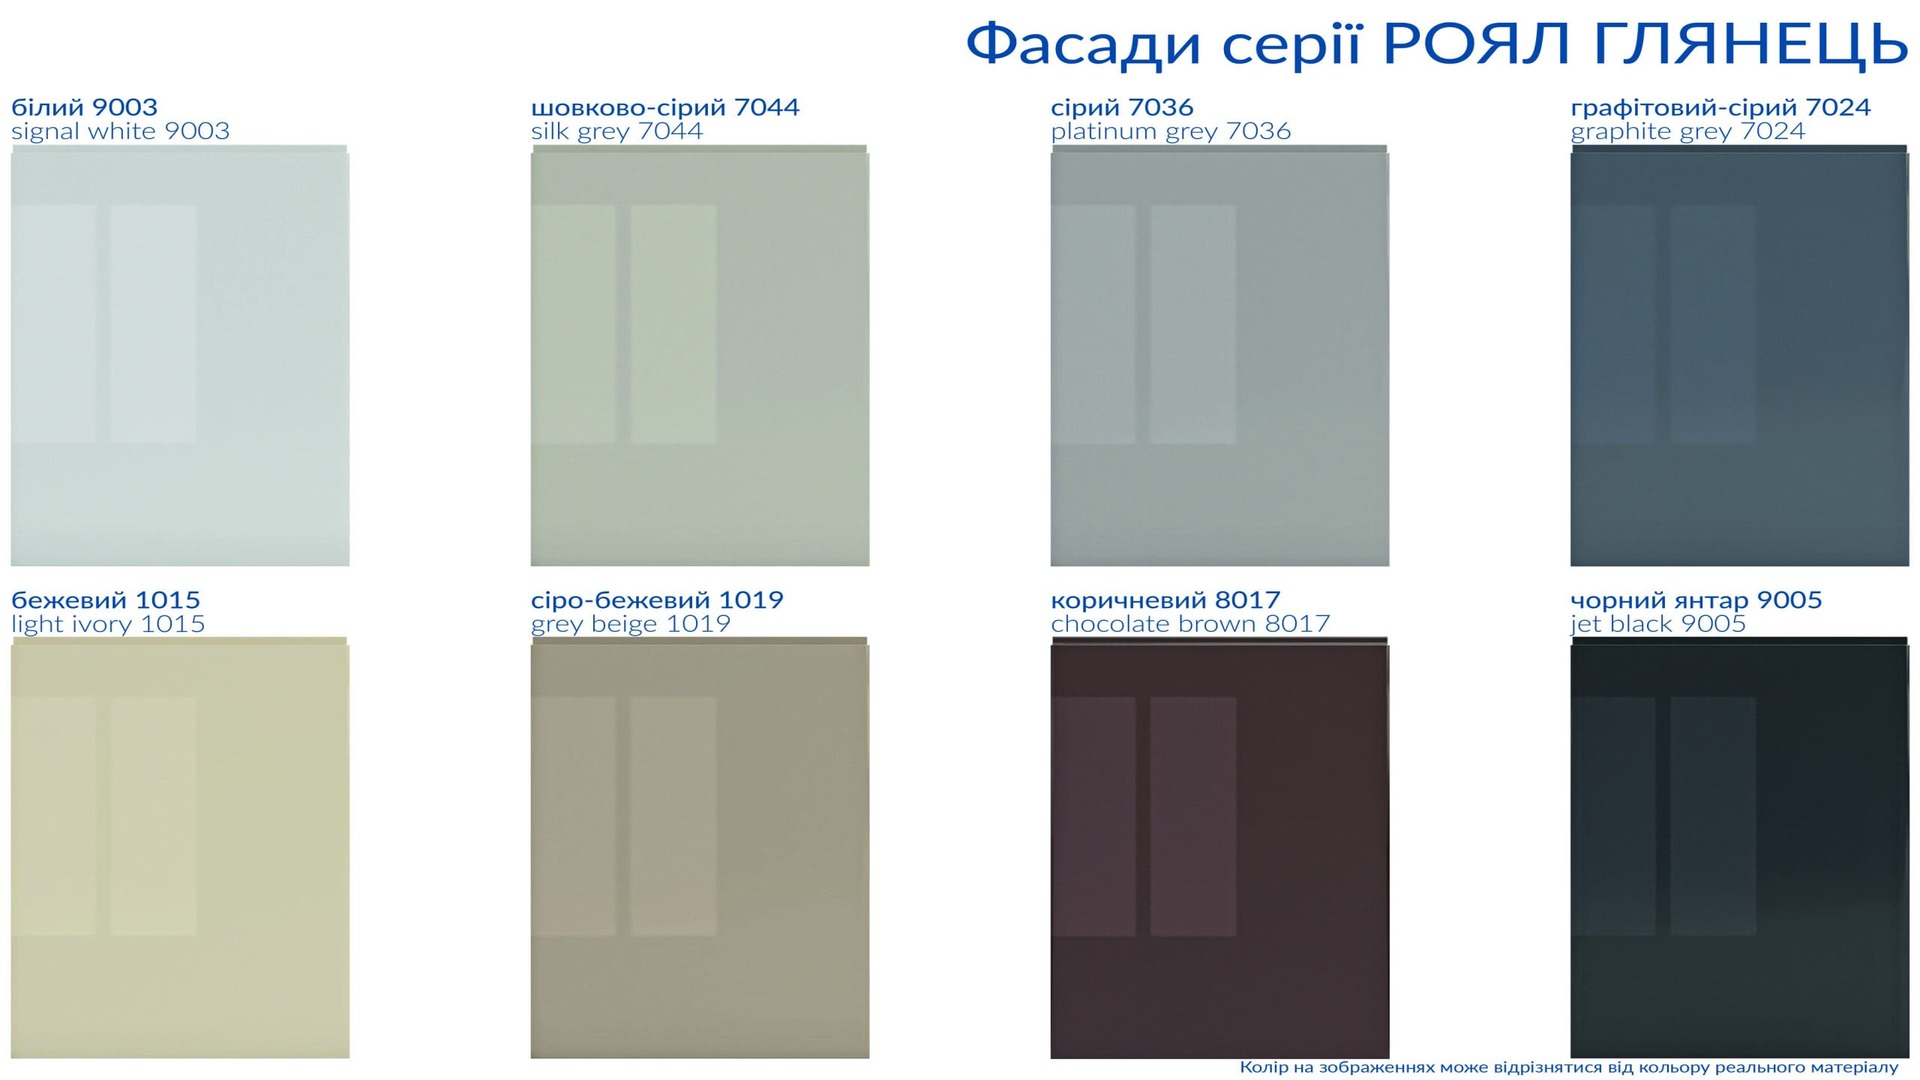 Фасади серії РОЯЛ ГЛЯНЕЦЬ
білий 9003
signal white 9003
шовково-сірий 7044
silk grey 7044
сірий 7036
platinum grey 7036
графітовий-сірий 7024
graphite grey 7024
бежевий 1015
light ivory 1015
сіро-бежевий 1019
grey beige 1019
коричневий 8017
chocolate brown 8017
чорний янтар 9005
jet black 9005
Колір на зображеннях може відрізнятися від кольору реального матеріалу